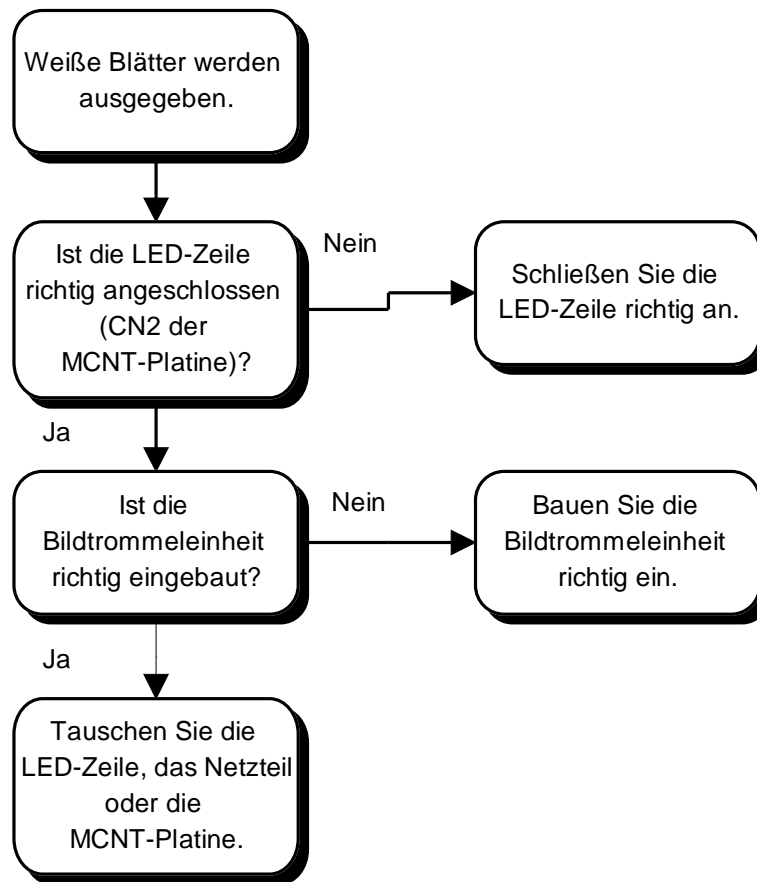 Weiße Blätter werden
ausgegeben.
Ist die LED-Zeile
richtig angeschlossen
(CN2 der
MCNT-Platine)?
Nein
Schließen Sie die
LED-Zeile richtig an.
Ja
Ist die
Bildtrommeleinheit
richtig eingebaut?
Nein
Bauen Sie die
Bildtrommeleinheit
richtig ein.
Ja
Tauschen Sie die
LED-Zeile, das Netzteil
oder die
MCNT-Platine.